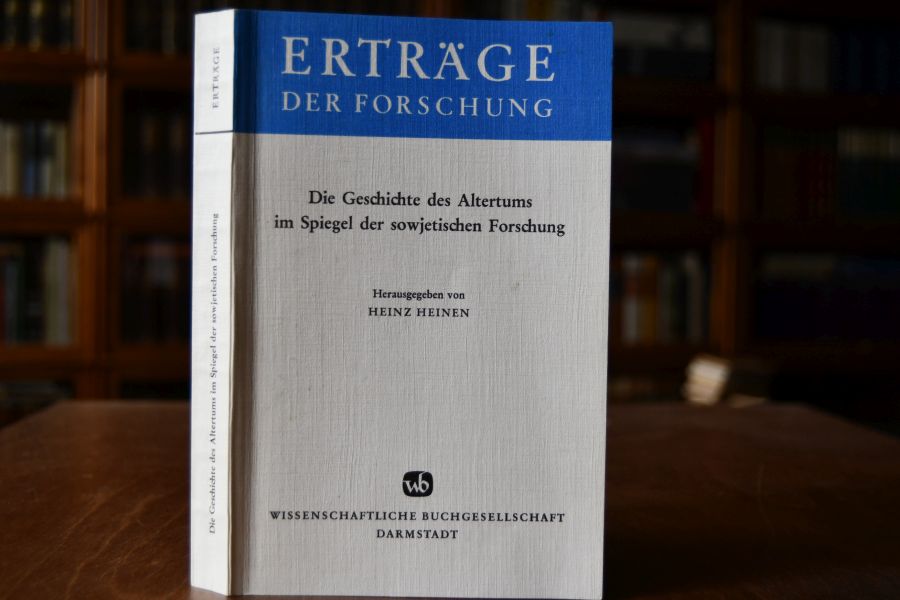 ERTRÄGE
Die Geschichte des Altertums im Spiegel der sowjetischen Forschung
ERTRÄGE
DER FORSCHUNG
Die Geschichte des Altertums
im Spiegel der sowjetischen Forschung
Herausgegeben von
HEINZ HEINEN
wb
WISSENSCHAFTLICHE BUCHGESELLSCHAFT
DARMSTADT